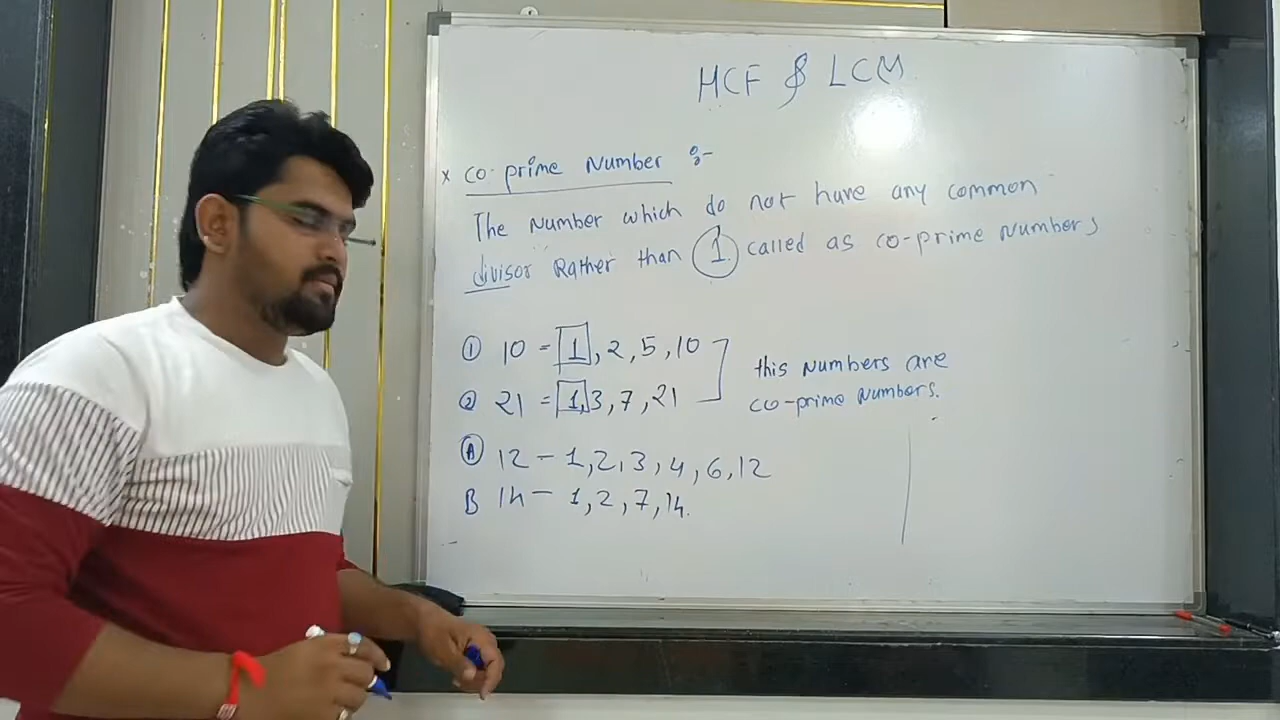 HCF & LCM
x co-prime Number :-
The Number which do not have any common
divisor Rather than 1 called as co-prime Numbers
① 10 = 1, 2, 5, 10
② 21 = 1, 3, 7, 21
this Numbers are
co-prime Numbers.
Ⓐ 12 - 1, 2, 3, 4, 6, 12
B 14 - 1, 2, 7, 14.